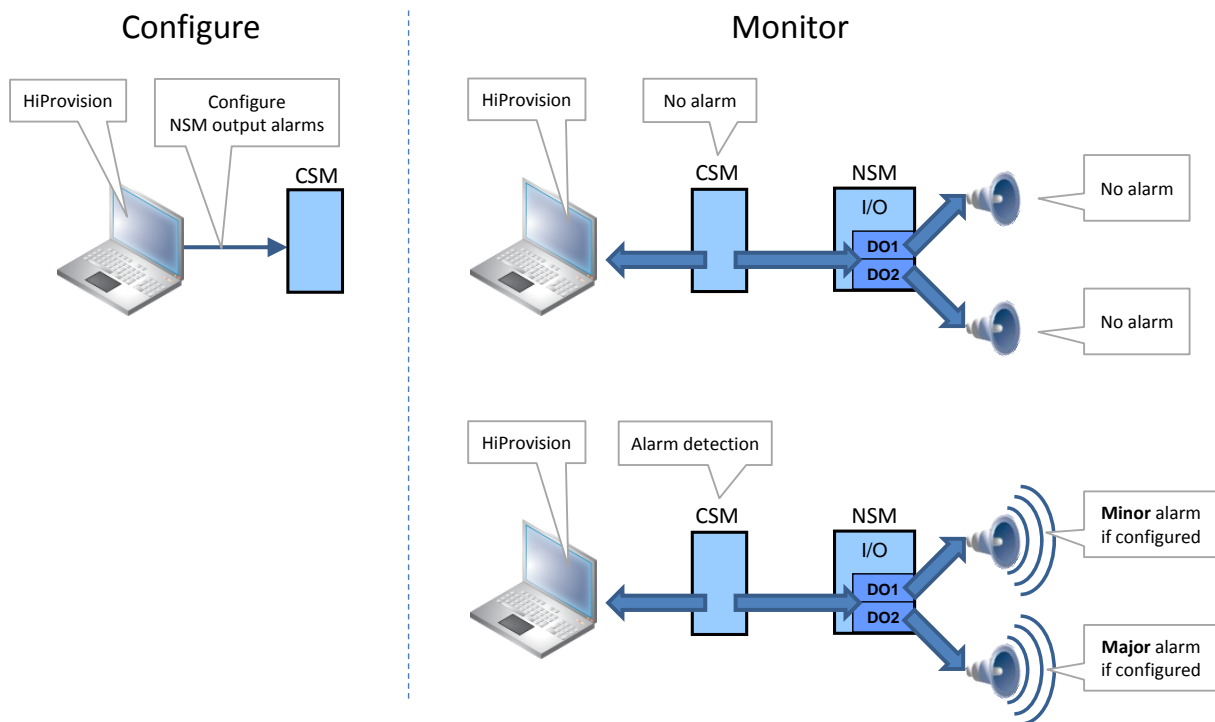 Configure
HiProvision
Configure
NSM output alarms
CSM
Monitor
HiProvision
No alarm
CSM
NSM
I/O
DO1
DO2
No alarm
No alarm
HiProvision
Alarm detection
CSM
NSM
I/O
DO1
DO2
Minor alarm
if configured
Major alarm
if configured